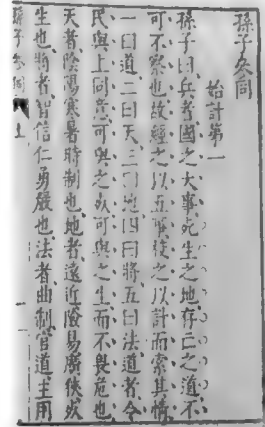 孫子參同
始計第一
孫子曰兵者國之大事死生之地存亡之道不
可不察也故經之以五事校之以計而索其情
一曰道二曰天三曰地四曰將五曰法道者令
民與上同意可與之死可與之生而不畏危也
天者陰陽寒暑時制也地者遠近險易廣狹死
生也將者智信仁勇嚴也法者曲制官道主用
孫子參同